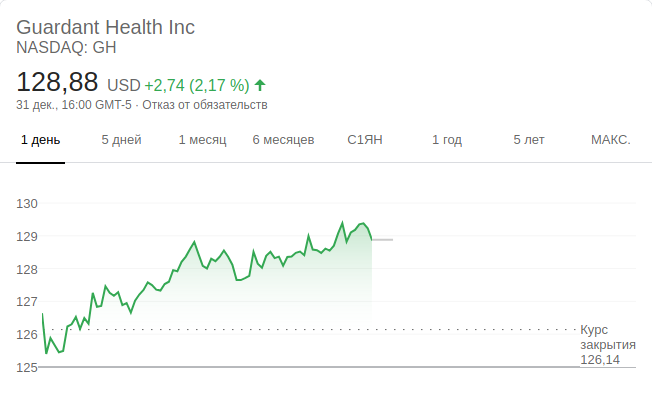 Guardant Health Inc
NASDAQ: GH
128,88 USD +2,74 (2,17 %)
31 дек., 16:00 GMT-5 · Отказ от обязательств
1 день 5 дней 1 месяц 6 месяцев С1ЯН 1 год 5 лет МАКС.
130
129
128
127
126
125
Курс
закрытия
126,14